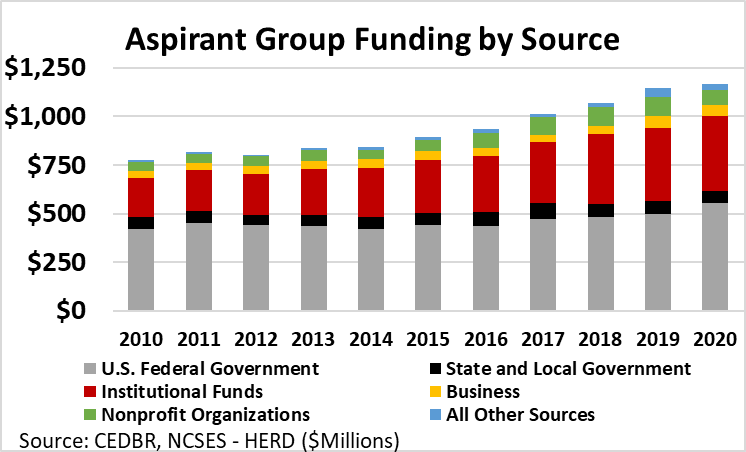 Aspirant Group Funding by Source
$1,250
$1,000
$750
$500
$250
$0
2010 2011 2012 2013 2014 2015 2016 2017 2018 2019 2020
U.S. Federal Government State and Local Government
Institutional Funds Business
Nonprofit Organizations All Other Sources
Source: CEDBR, NCSES - HERD ($Millions)